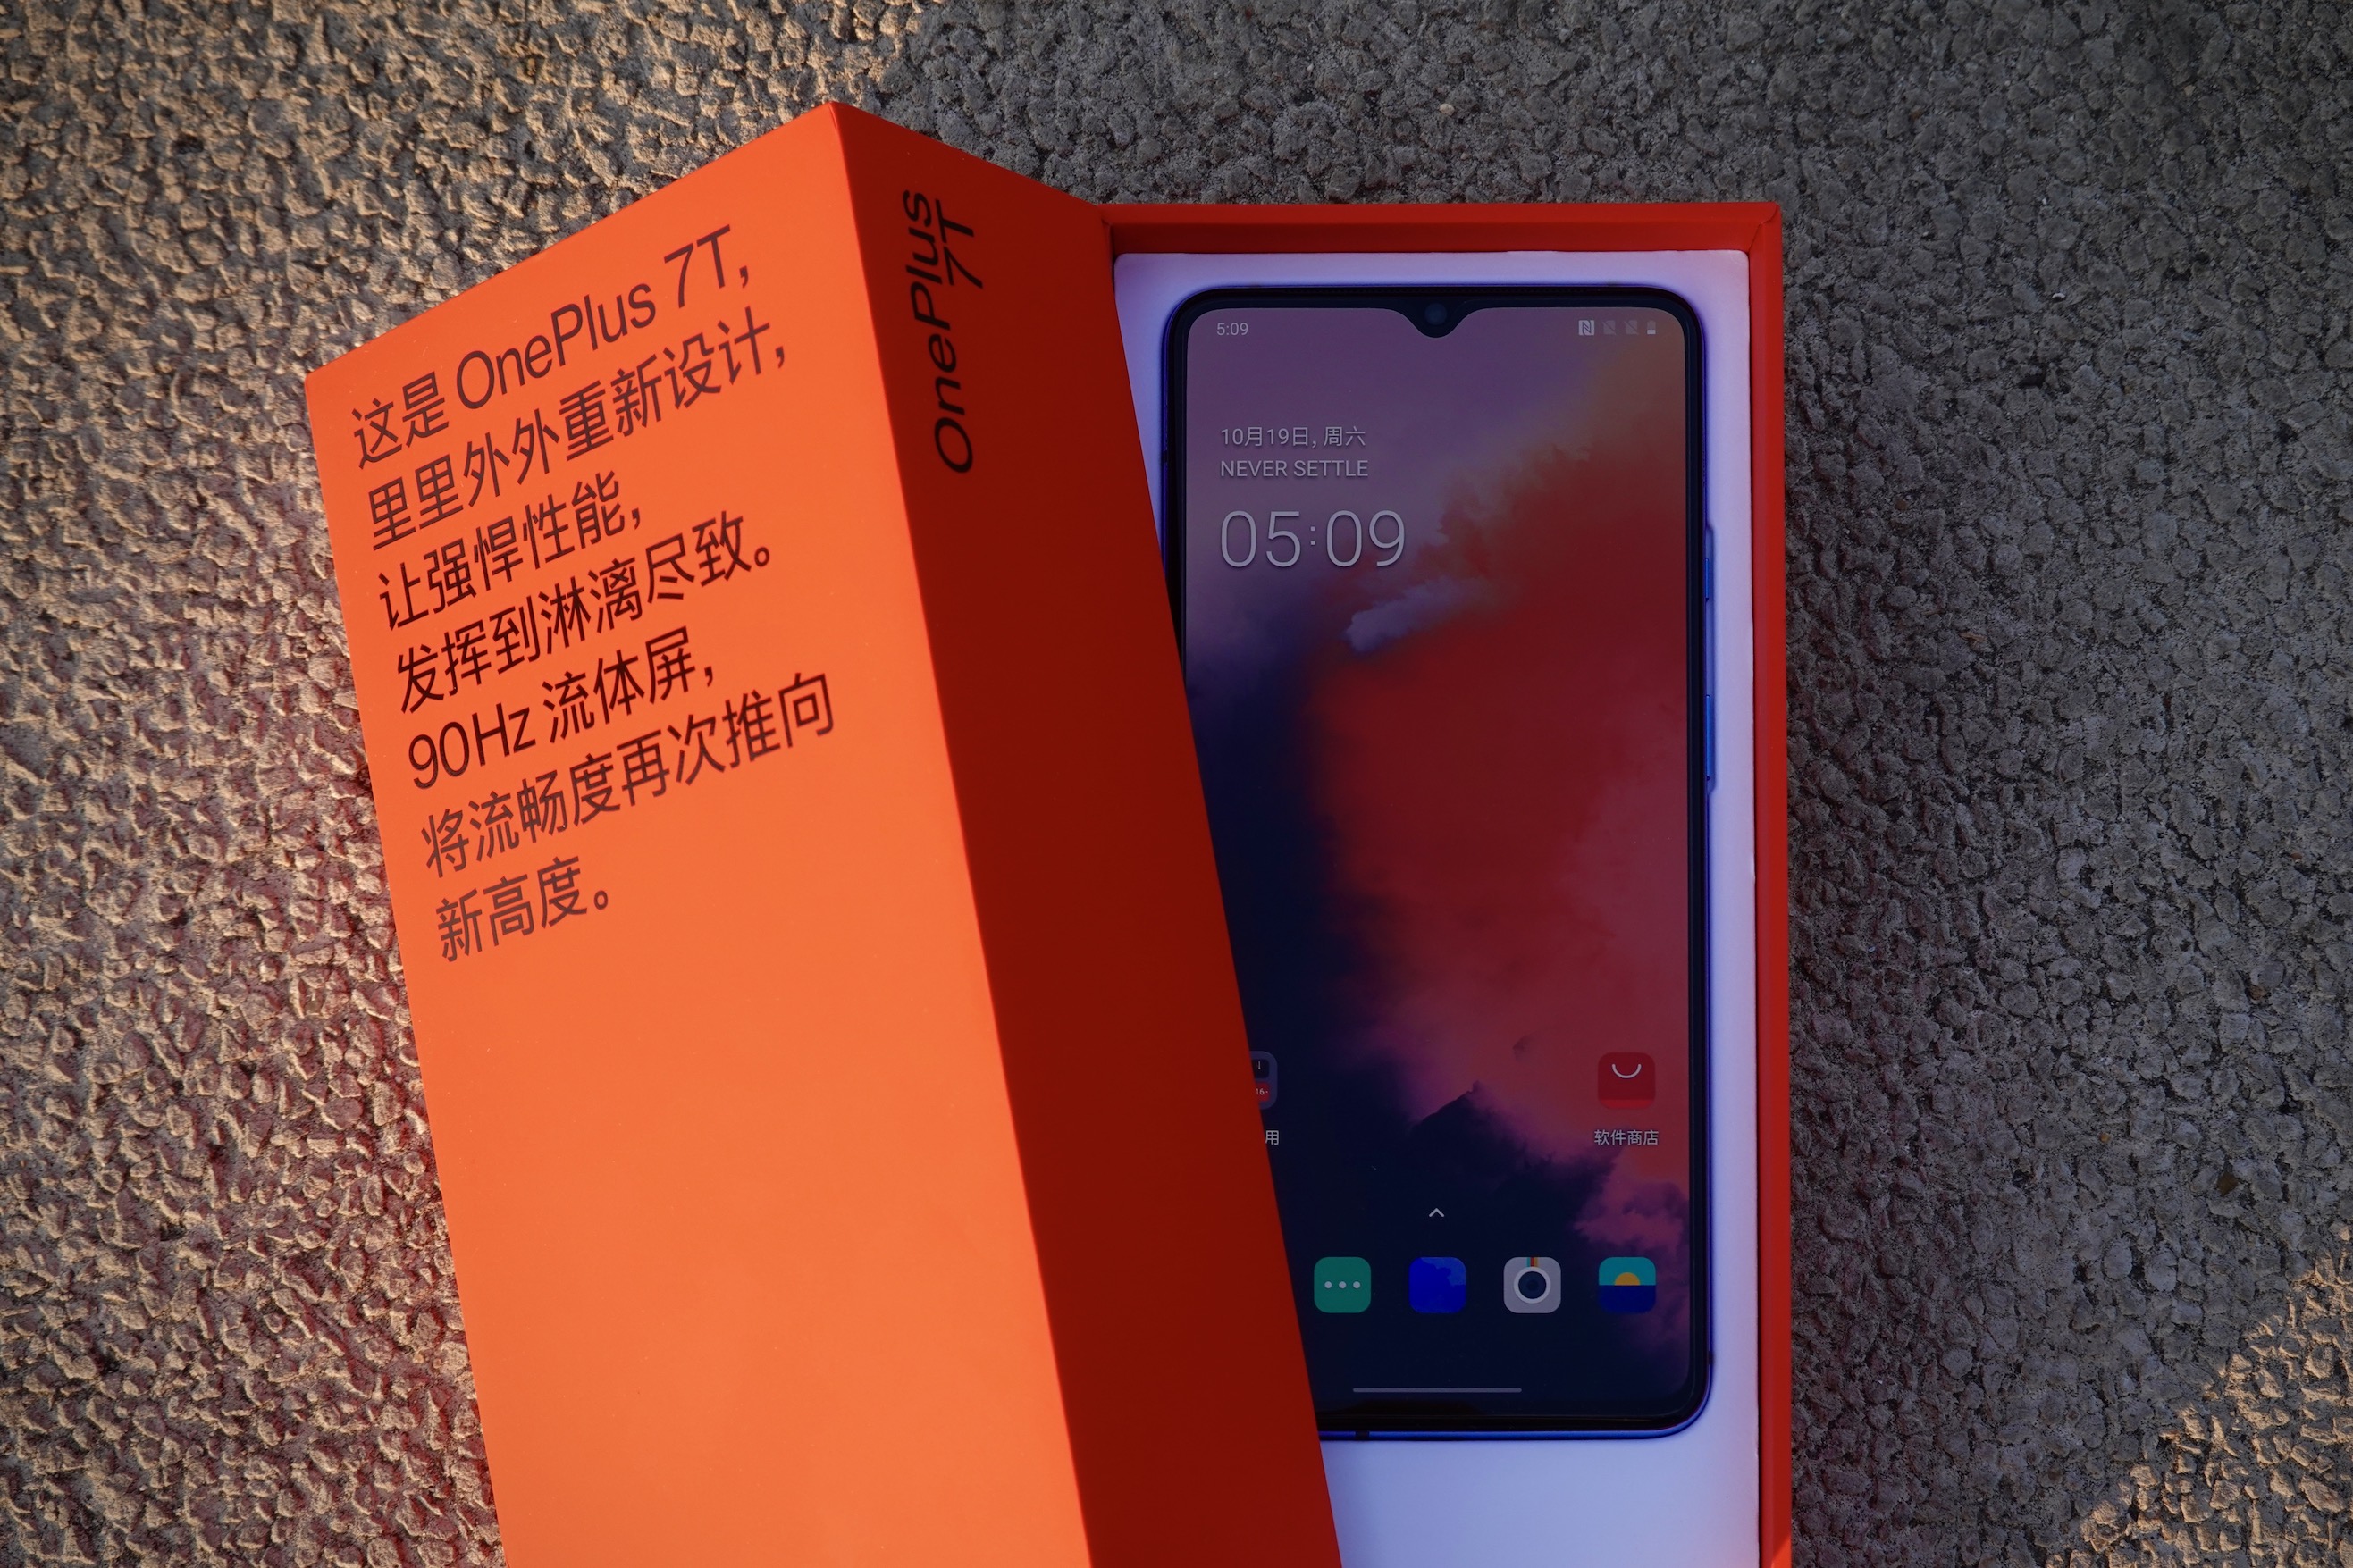 这是 OnePlus 7T,
里里外外重新设计,
让强悍性能,
发挥到淋漓尽致。
90Hz 流体屏,
将流畅度再次推向
新高度。
OnePlus
7T
5:09
10月19日, 周六
NEVER SETTLE
05:09
用
软件商店